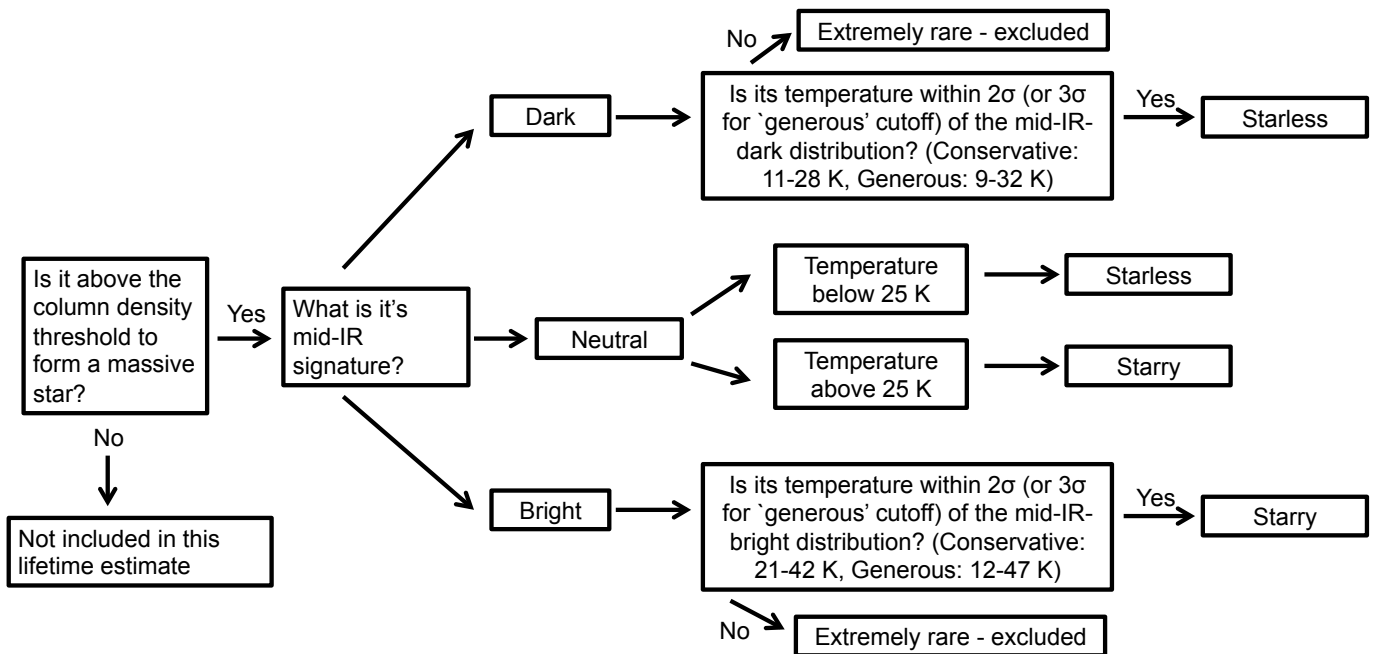 No
Extremely rare - excluded
Dark
Is its temperature within 2σ (or 3σ
for `generous' cutoff) of the mid-IR-
dark distribution? (Conservative:
11-28 K, Generous: 9-32 K)
Yes
Starless
Is it above the
column density
threshold to
form a massive
star?
Yes
What is it's
mid-IR
signature?
Neutral
Temperature
below 25 K
Starless
Temperature
above 25 K
Starry
No
Not included in this
lifetime estimate
Bright
Is its temperature within 2σ (or 3σ
for `generous' cutoff) of the mid-IR-
bright distribution? (Conservative:
21-42 K, Generous: 12-47 K)
Yes
Starry
No
Extremely rare - excluded